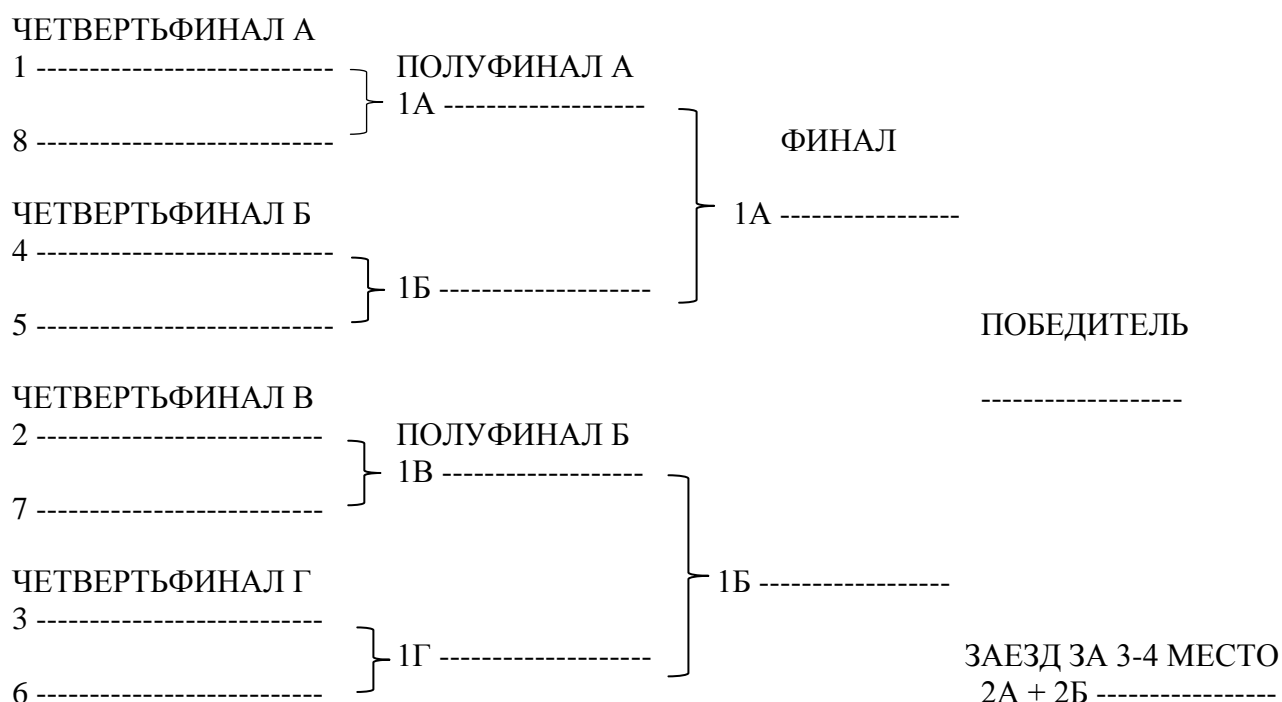 ЧЕТВЕРТЬФИНАЛ А
1 ----------------------------
ПОЛУФИНАЛ А
1А -------------------
8 ----------------------------
ФИНАЛ
ЧЕТВЕРТЬФИНАЛ Б
1А -----------------
4 ----------------------------
1Б --------------------
5 ----------------------------
ПОБЕДИТЕЛЬ
ЧЕТВЕРТЬФИНАЛ В
-------------------
2 ---------------------------
ПОЛУФИНАЛ Б
1В -------------------
7 ---------------------------
ЧЕТВЕРТЬФИНАЛ Г
1Б ------------------
3 ---------------------------
1Г --------------------
ЗАЕЗД ЗА 3-4 МЕСТО
6 ---------------------------
2А + 2Б -----------------